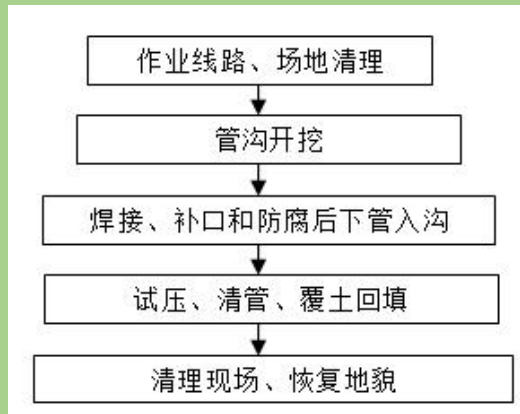 作业线路、场地清理
管沟开挖
焊接、补口和防腐后下管入沟
试压、清管、覆土回填
清理现场、恢复地貌